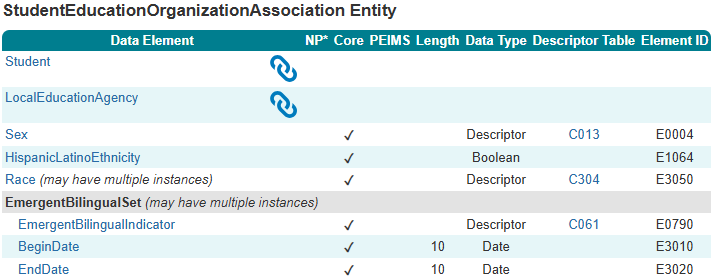 StudentEducationOrganizationAssociation Entity
Data Element NP* Core PEIMS Length Data Type Descriptor Table Element ID
Student
LocalEducationAgency
Sex ✓ Descriptor C013 E0004
HispanicLatinoEthnicity ✓ Boolean E1064
Race (may have multiple instances) ✓ Descriptor C304 E3050
EmergentBilingualSet (may have multiple instances)
EmergentBilingualIndicator ✓ Descriptor C061 E0790
BeginDate ✓ 10 Date E3010
EndDate ✓ 10 Date E3020